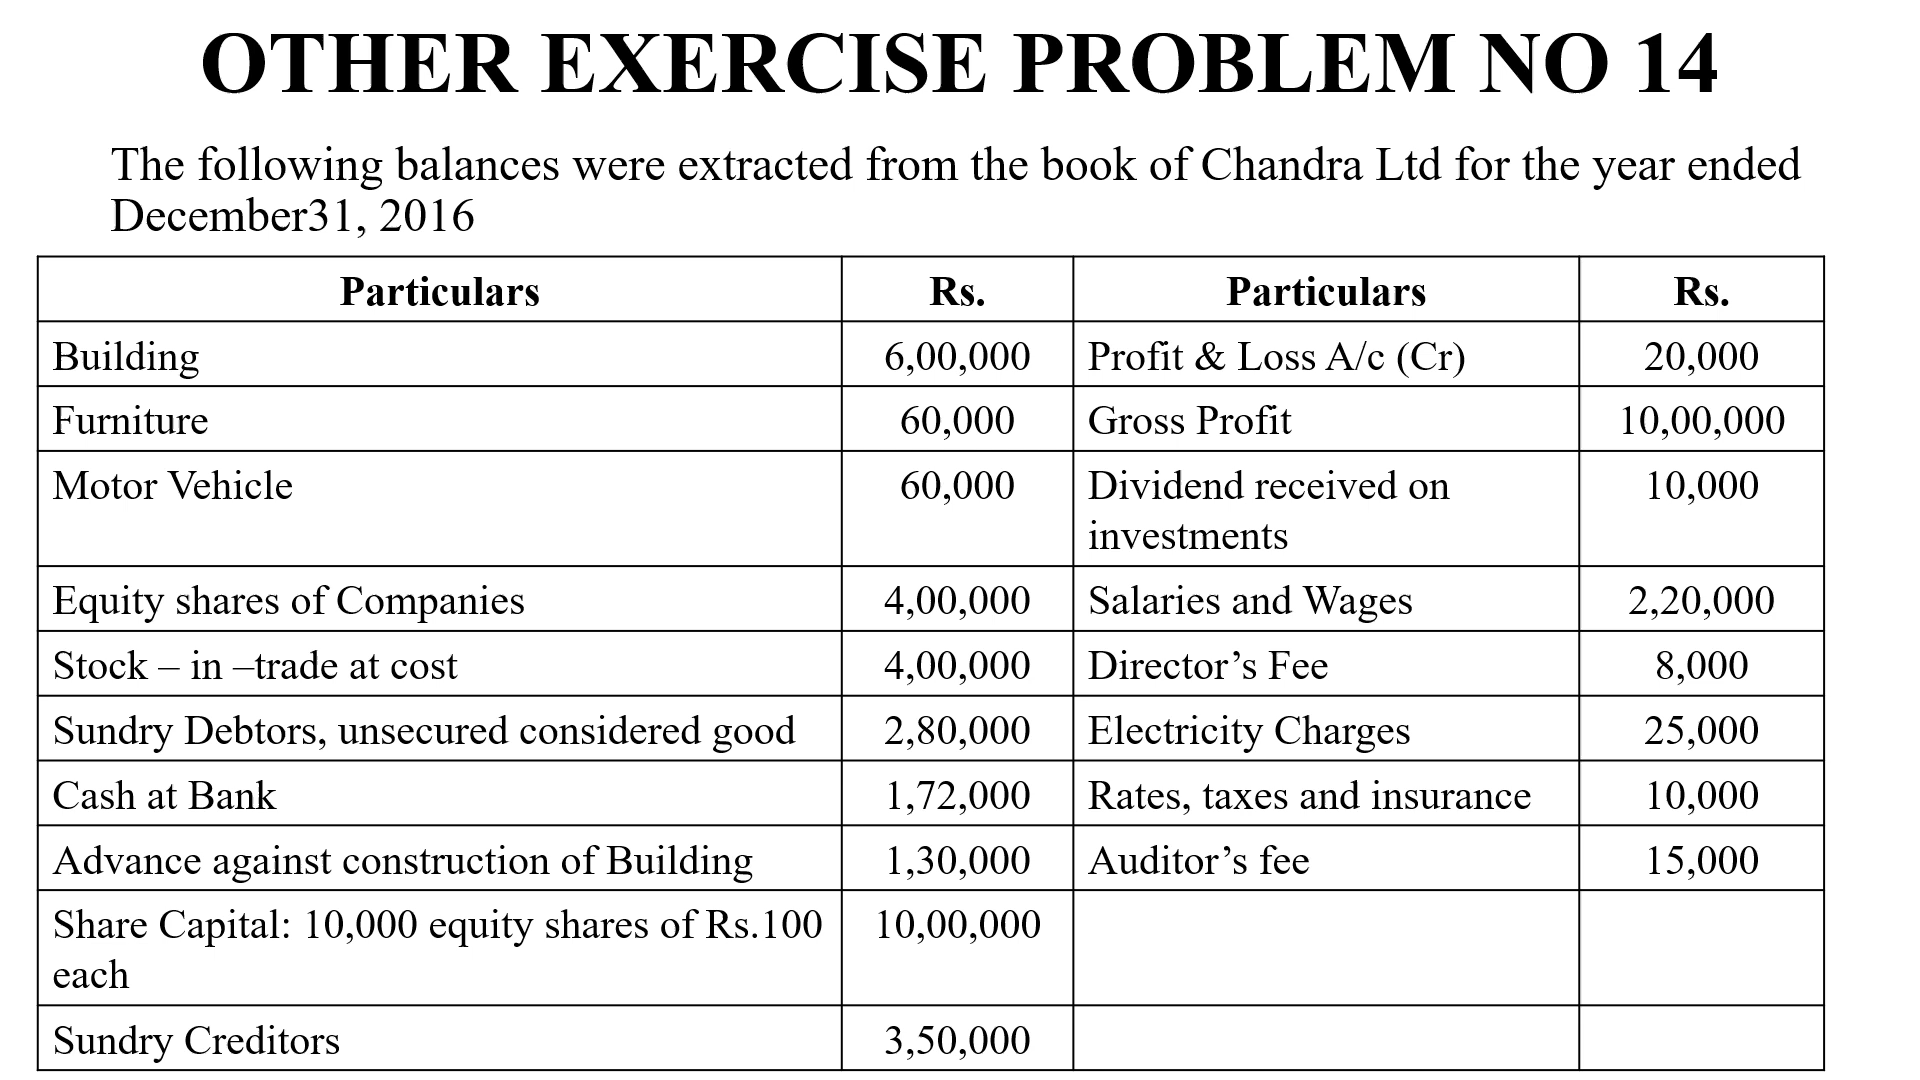 OTHER EXERCISE PROBLEM NO 14
The following balances were extracted from the book of Chandra Ltd for the year ended
December31, 2016
Particulars Rs. Particulars Rs.
Building 6,00,000 Profit & Loss A/c (Cr) 20,000
Furniture 60,000 Gross Profit 10,00,000
Motor Vehicle 60,000 Dividend received on 10,000
investments
Equity shares of Companies 4,00,000 Salaries and Wages 2,20,000
Stock – in –trade at cost 4,00,000 Director’s Fee 8,000
Sundry Debtors, unsecured considered good 2,80,000 Electricity Charges 25,000
Cash at Bank 1,72,000 Rates, taxes and insurance 10,000
Advance against construction of Building 1,30,000 Auditor’s fee 15,000
Share Capital: 10,000 equity shares of Rs.100 10,00,000
each
Sundry Creditors 3,50,000